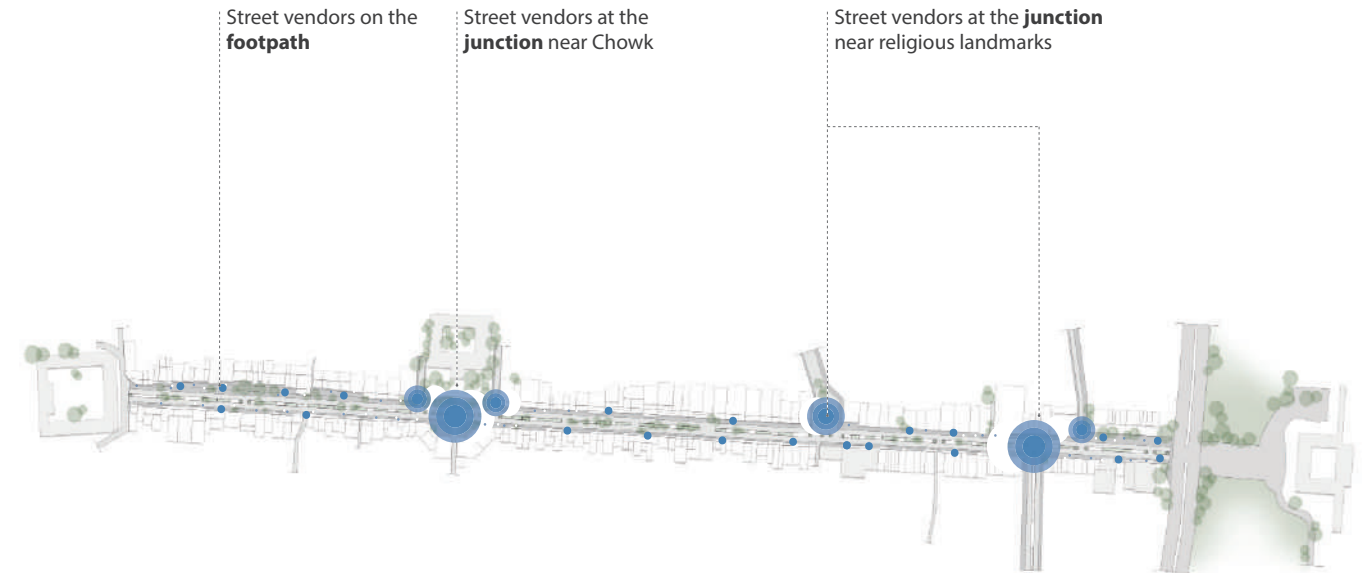 Street vendors on the
footpath
Street vendors at the
junction near Chowk
Street vendors at the junction
near religious landmarks